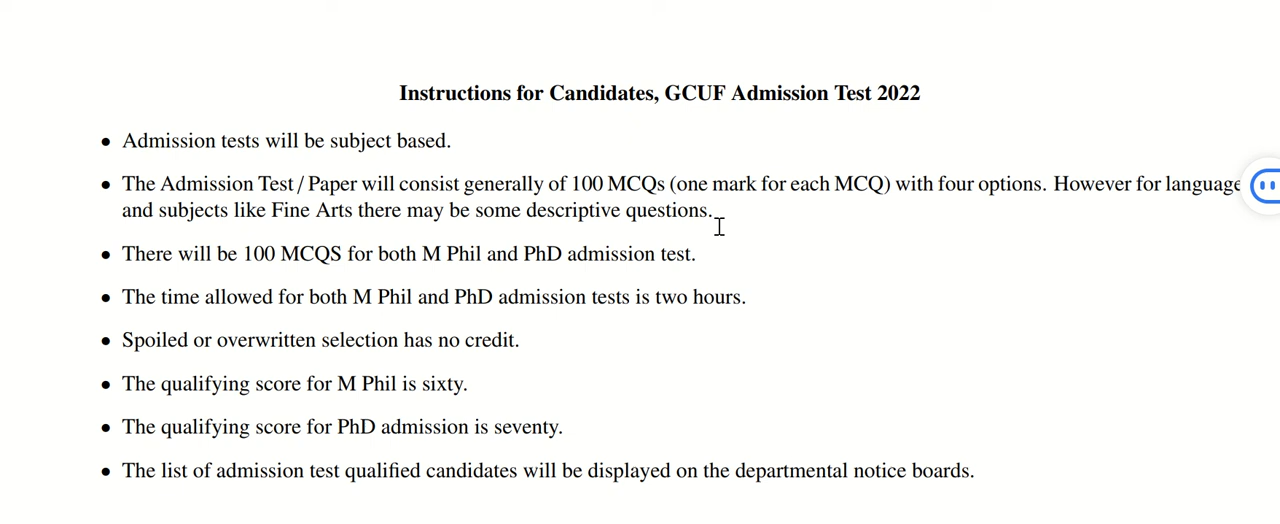 Instructions for Candidates, GCUF Admission Test 2022
• Admission tests will be subject based.
• The Admission Test / Paper will consist generally of 100 MCQs (one mark for each MCQ) with four options. However for language
and subjects like Fine Arts there may be some descriptive questions.
• There will be 100 MCQS for both M Phil and PhD admission test.
• The time allowed for both M Phil and PhD admission tests is two hours.
• Spoiled or overwritten selection has no credit.
• The qualifying score for M Phil is sixty.
• The qualifying score for PhD admission is seventy.
• The list of admission test qualified candidates will be displayed on the departmental notice boards.